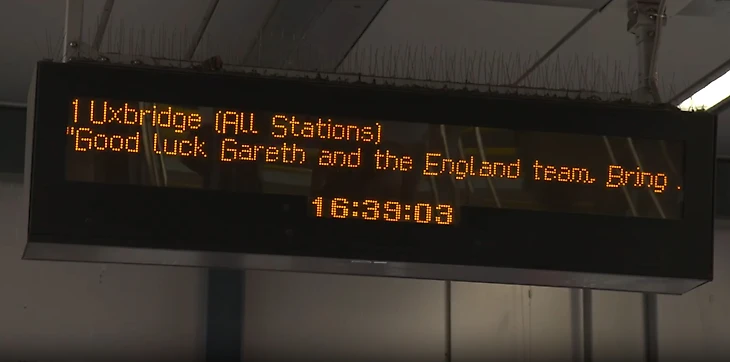 1 Uxbridge (All Stations)
"Good luck Gareth and the England team. Bring .
16:39:03